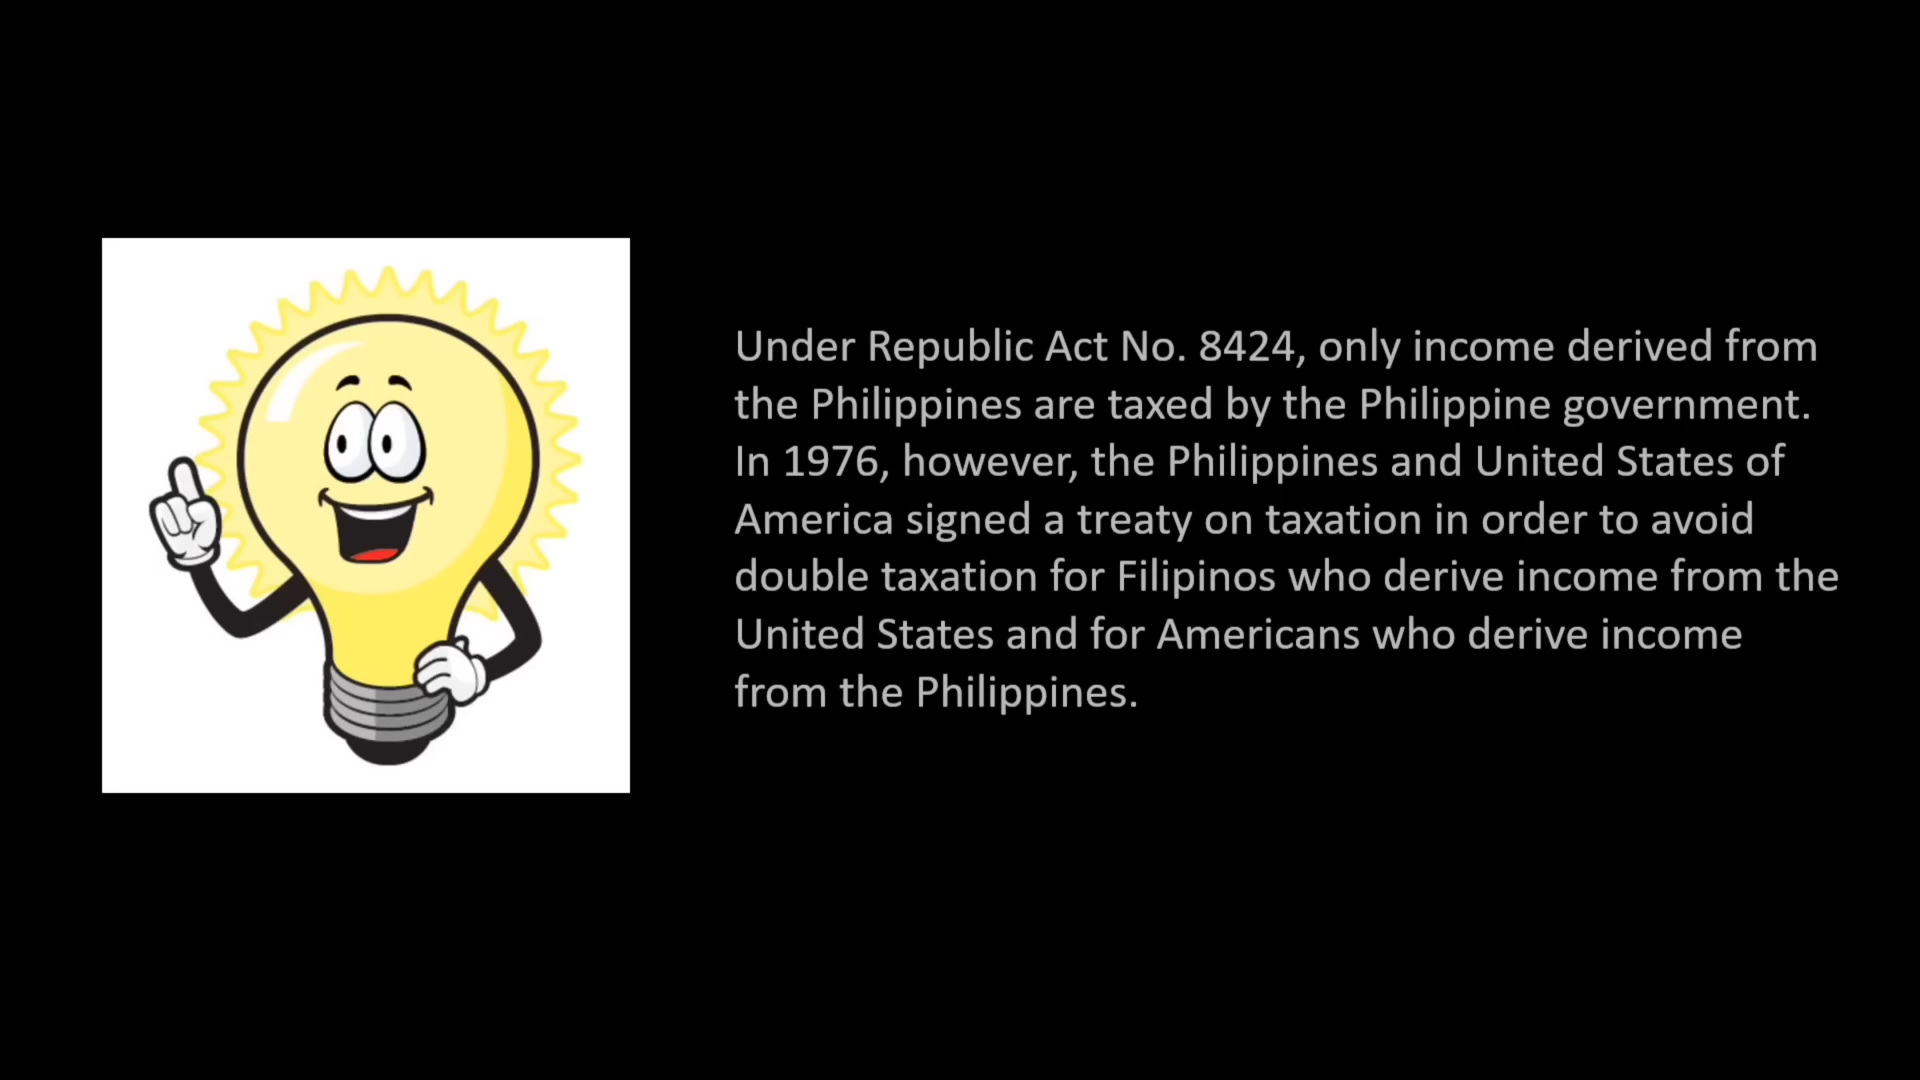 Under Republic Act No. 8424, only income derived from
the Philippines are taxed by the Philippine government.
In 1976, however, the Philippines and United States of
America signed a treaty on taxation in order to avoid
double taxation for Filipinos who derive income from the
United States and for Americans who derive income
from the Philippines.